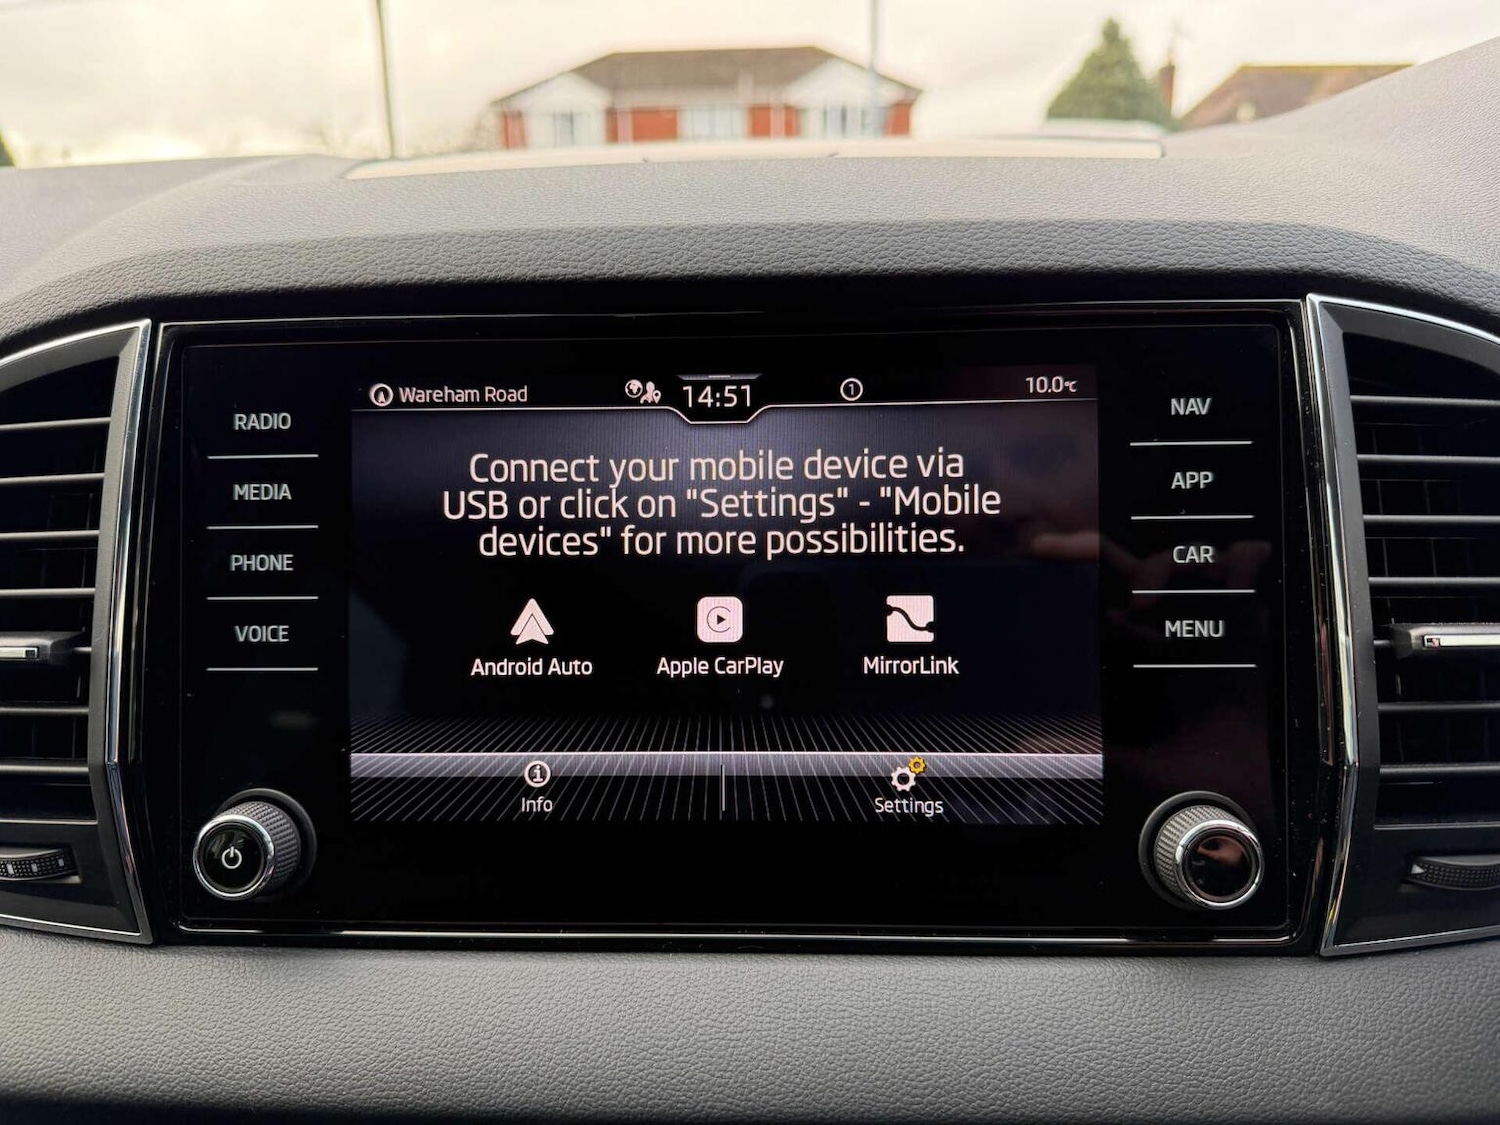 Wareham Road 14:51 1 10.0°C
RADIO
MEDIA
PHONE
VOICE
Connect your mobile device via
USB or click on "Settings" - "Mobile
devices" for more possibilities.
Android Auto Apple CarPlay MirrorLink
Info Settings
NAV
APP
CAR
MENU